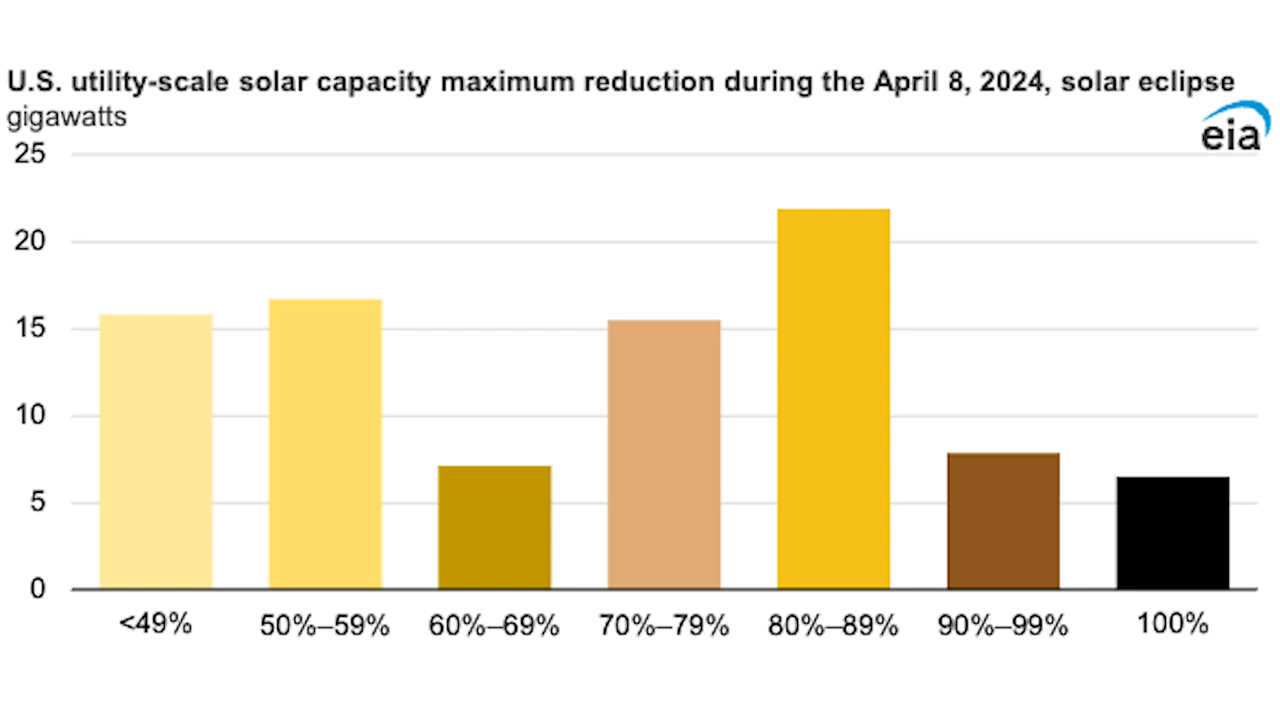 U.S. utility-scale solar capacity maximum reduction during the April 8, 2024, solar eclipse
gigawatts
eia
25
20
15
10
5
0
<49% 50%–59% 60%–69% 70%–79% 80%–89% 90%–99% 100%